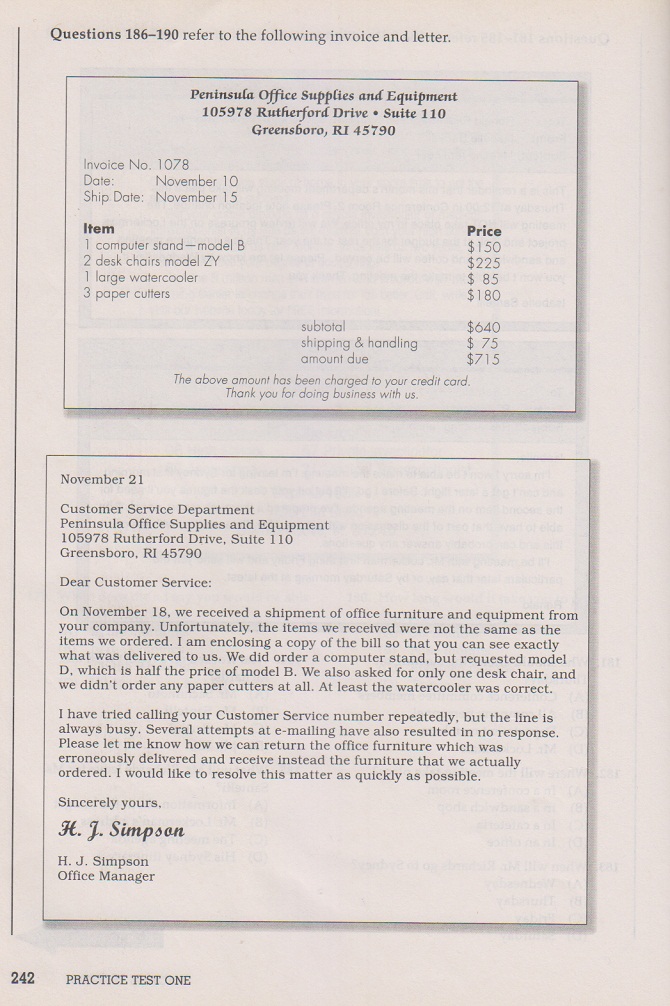 Questions 186–190 refer to the following invoice and letter.
Peninsula Office Supplies and Equipment
105978 Rutherford Drive • Suite 110
Greensboro, RI 45790
Invoice No. 1078
Date: November 10
Ship Date: November 15
Item Price
1 computer stand—model B $150
2 desk chairs model ZY $225
1 large watercooler $ 85
3 paper cutters $180
subtotal $640
shipping & handling $ 75
amount due $715
The above amount has been charged to your credit card.
Thank you for doing business with us.
November 21
Customer Service Department
Peninsula Office Supplies and Equipment
105978 Rutherford Drive, Suite 110
Greensboro, RI 45790
Dear Customer Service:
On November 18, we received a shipment of office furniture and equipment from
your company. Unfortunately, the items we received were not the same as the
items we ordered. I am enclosing a copy of the bill so that you can see exactly
what was delivered to us. We did order a computer stand, but requested model
D, which is half the price of model B. We also asked for only one desk chair, and
we didn't order any paper cutters at all. At least the watercooler was correct.
I have tried calling your Customer Service number repeatedly, but the line is
always busy. Several attempts at e-mailing have also resulted in no response.
Please let me know how we can return the office furniture which was
erroneously delivered and receive instead the furniture that we actually
ordered. I would like to resolve this matter as quickly as possible.
Sincerely yours,
H. J. Simpson
H. J. Simpson
Office Manager
242 PRACTICE TEST ONE